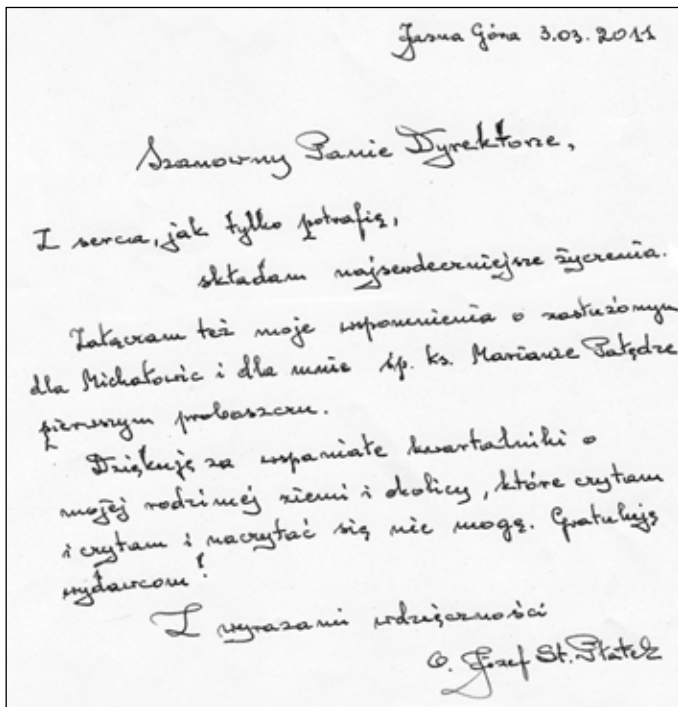 Jasna Góra 3.03.2011
Szanowny Panie Dyrektorze,
Z serca, jak tylko potrafię,
składam najserdeczniejsze życzenia.
Załączam też moje wspomnienia o zasłużonym
dla Michałowic i dla mnie śp. ks. Marianie Pałędze
pierwszym proboszczu.
Dziękuję za wspaniałe kwartalniki o
mojej rodzimej ziemi i okolicy, które czytam
i czytam i naczytać się nie mogę. Gratuluję
wydawcom!
Z wyrazami wdzięczności
O. Józef St. Płatek